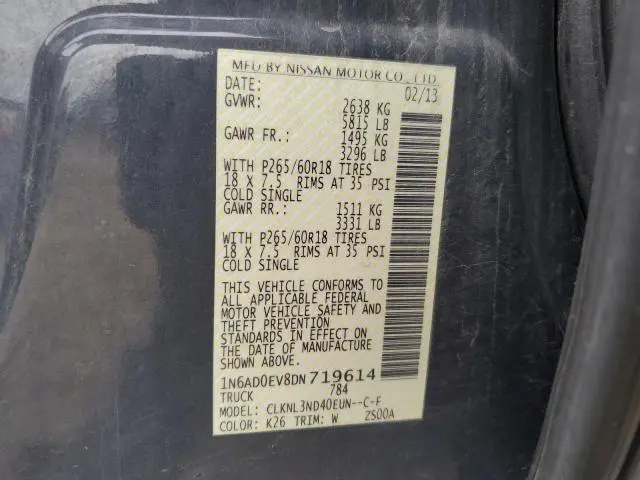 MFD BY NISSAN MOTOR CO., LTD.
DATE: 02/13
GVWR: 2638 KG
5815 LB
GAWR FR.: 1495 KG
3296 LB
WITH P265/60R18 TIRES
18 X 7.5 RIMS AT 35 PSI
COLD SINGLE
GAWR RR.: 1511 KG
3331 LB
WITH P265/60R18 TIRES
18 X 7.5 RIMS AT 35 PSI
COLD SINGLE
THIS VEHICLE CONFORMS TO
ALL APPLICABLE FEDERAL
MOTOR VEHICLE SAFETY AND
THEFT PREVENTION
STANDARDS IN EFFECT ON
THE DATE OF MANUFACTURE
SHOWN ABOVE.
1N6AD0EV8DN719614
TRUCK 784
MODEL: CLKNL3ND40EUN--C-F
COLOR: K26 TRIM: W ZS00A